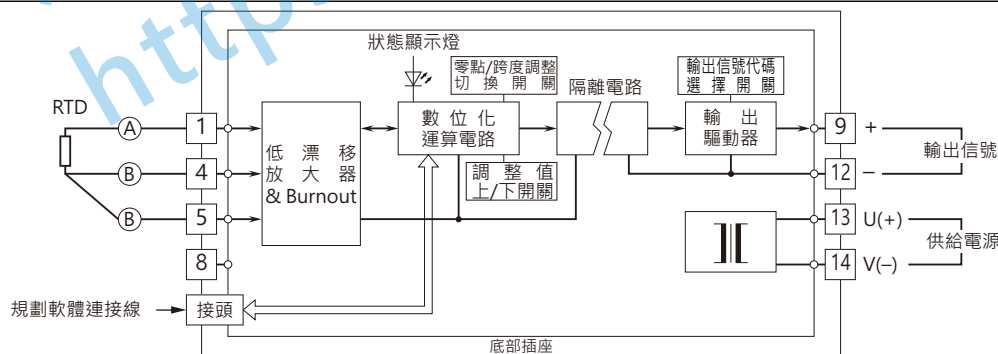 http
狀態顯示燈
零點/跨度調整
切換開關
隔離電路
輸出信號代碼
選擇開關
RTD
A
1
低漂移
放大器
& Burnout
數位化
運算電路
輸出
驅動器
9
+
輸出信號
B
4
調整值
上/下開關
12
–
B
5
13
U(+)
供給電源
8
14
V(–)
規劃軟體連接線
接頭
底部插座